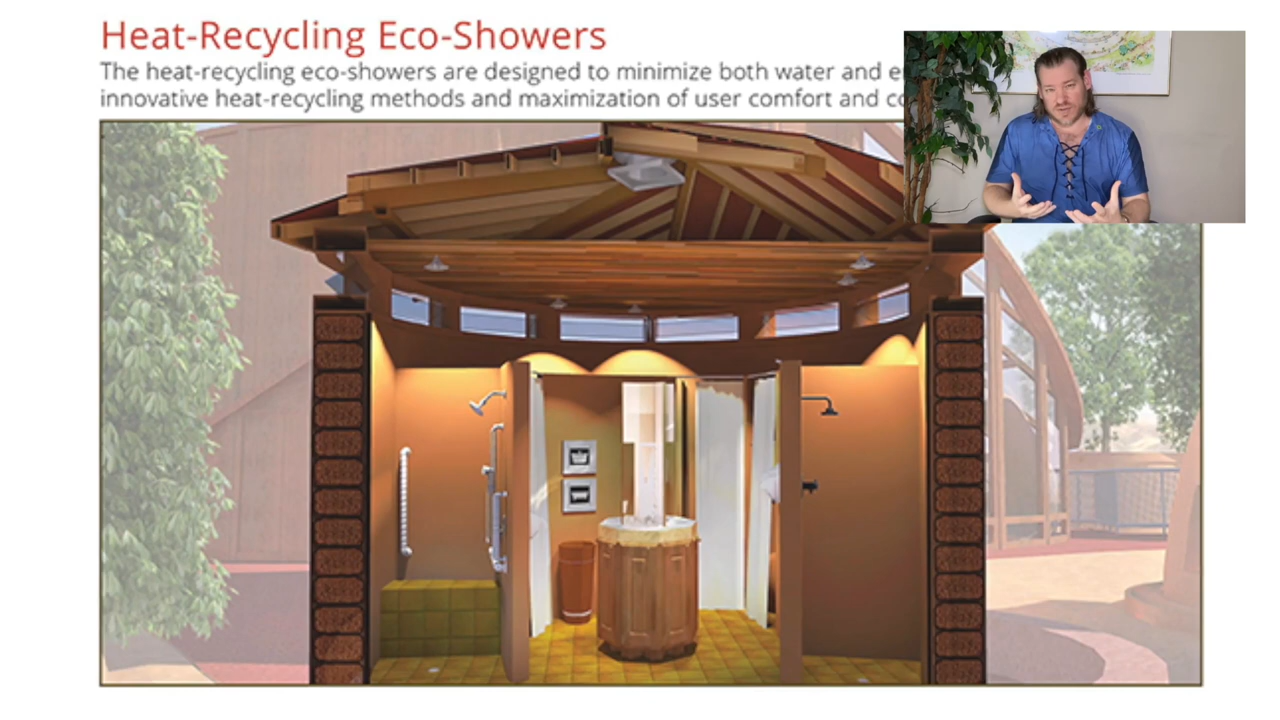 Heat-Recycling Eco-Showers
The heat-recycling eco-showers are designed to minimize both water and
innovative heat-recycling methods and maximization of user comfort and